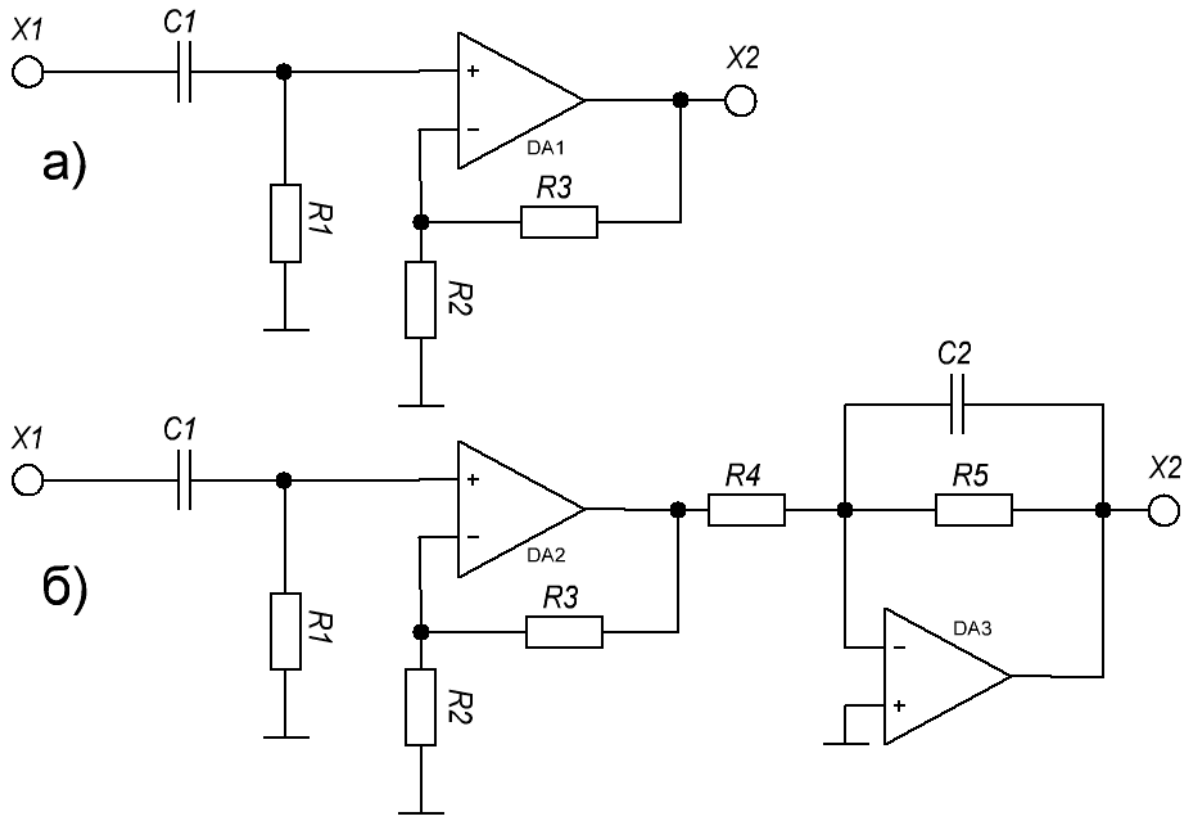 X1
C1
+
−
DA1
X2
а)
R1
R3
R2
X1
C1
+
−
DA2
R4
C2
R5
X2
б)
R1
R3
R2
DA3
−
+